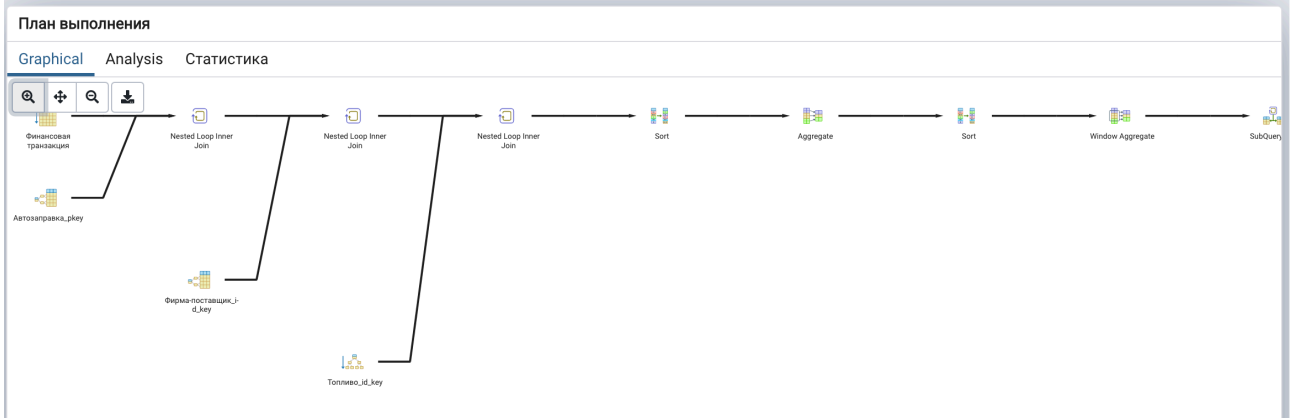 План выполнения
Graphical Analysis Статистика
Финансовая
транзакция
Nested Loop Inner
Join
Nested Loop Inner
Join
Nested Loop Inner
Join
Sort
Aggregate
Sort
Window Aggregate
SubQuery
Автозаправка_pkey
Фирма-поставщик_i-
d_key
Топливо_id_key